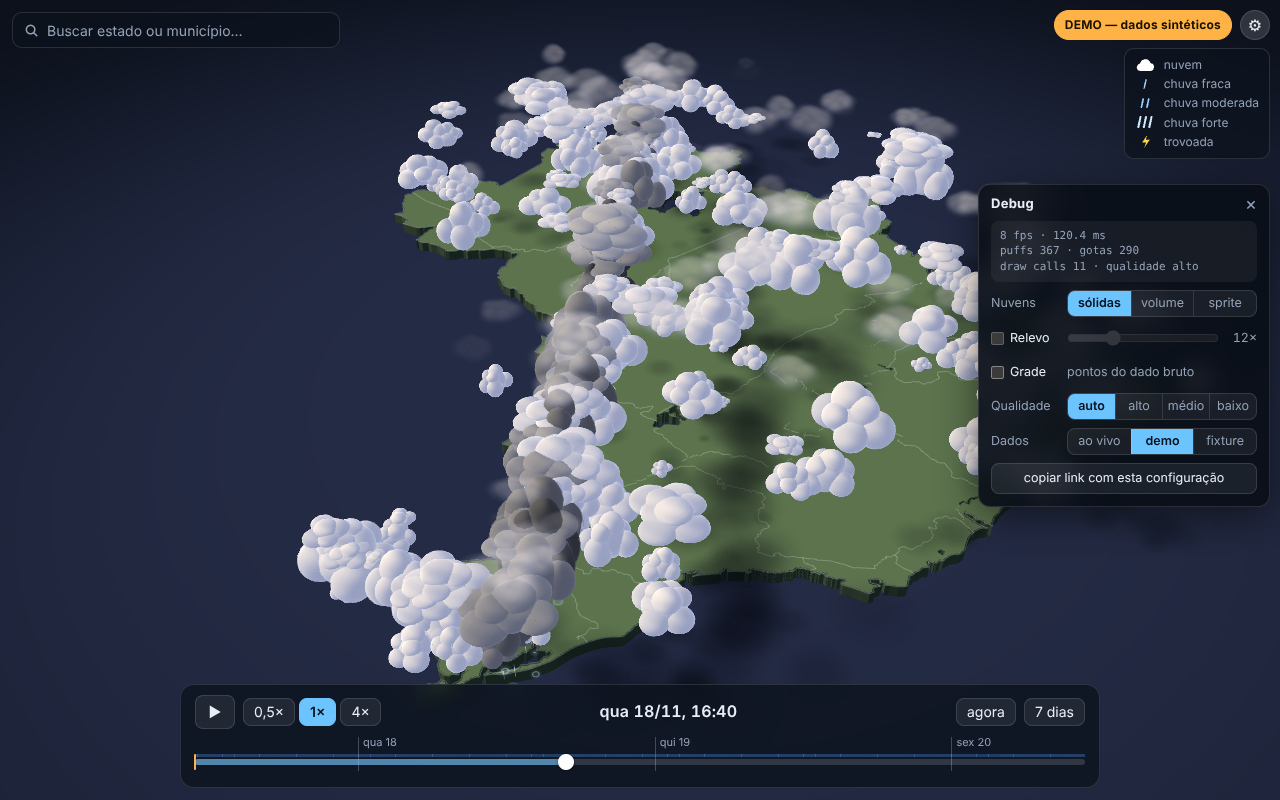 Buscar estado ou município...
DEMO — dados sintéticos
nuvem
chuva fraca
chuva moderada
chuva forte
trovoada
Debug
8 fps · 120.4 ms
puffs 367 · gotas 290
draw calls 11 · qualidade alto
Nuvens sólidas volume sprite
Relevo 12×
Grade pontos do dado bruto
Qualidade auto alto médio baixo
Dados ao vivo demo fixture
copiar link com esta configuração
0,5× 1× 4× qua 18/11, 16:40 agora 7 dias
qua 18 qui 19 sex 20